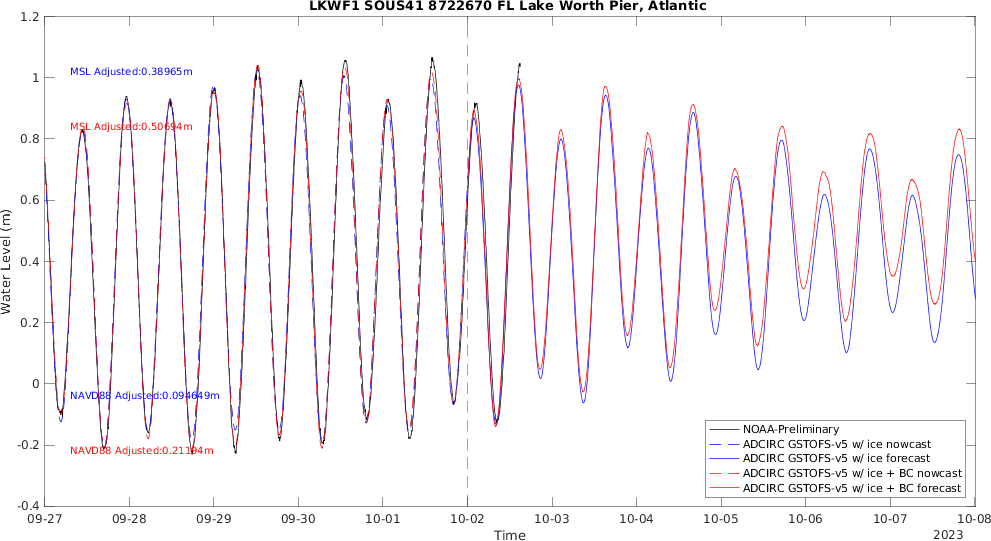 LKWF1 SOUS41 8722670 FL Lake Worth Pier, Atlantic
1.2
1
0.8
0.6
0.4
0.2
0
-0.2
-0.4
Water Level (m)
MSL Adjusted:0.38965m
MSL Adjusted:0.50694m
NAVD88 Adjusted:0.094649m
NAVD88 Adjusted:0.21194m
NOAA-Preliminary
ADCIRC GSTOFS-v5 w/ ice nowcast
ADCIRC GSTOFS-v5 w/ ice forecast
ADCIRC GSTOFS-v5 w/ ice + BC nowcast
ADCIRC GSTOFS-v5 w/ ice + BC forecast
09-27 09-28 09-29 09-30 10-01 10-02 10-03 10-04 10-05 10-06 10-07 10-08
Time
2023